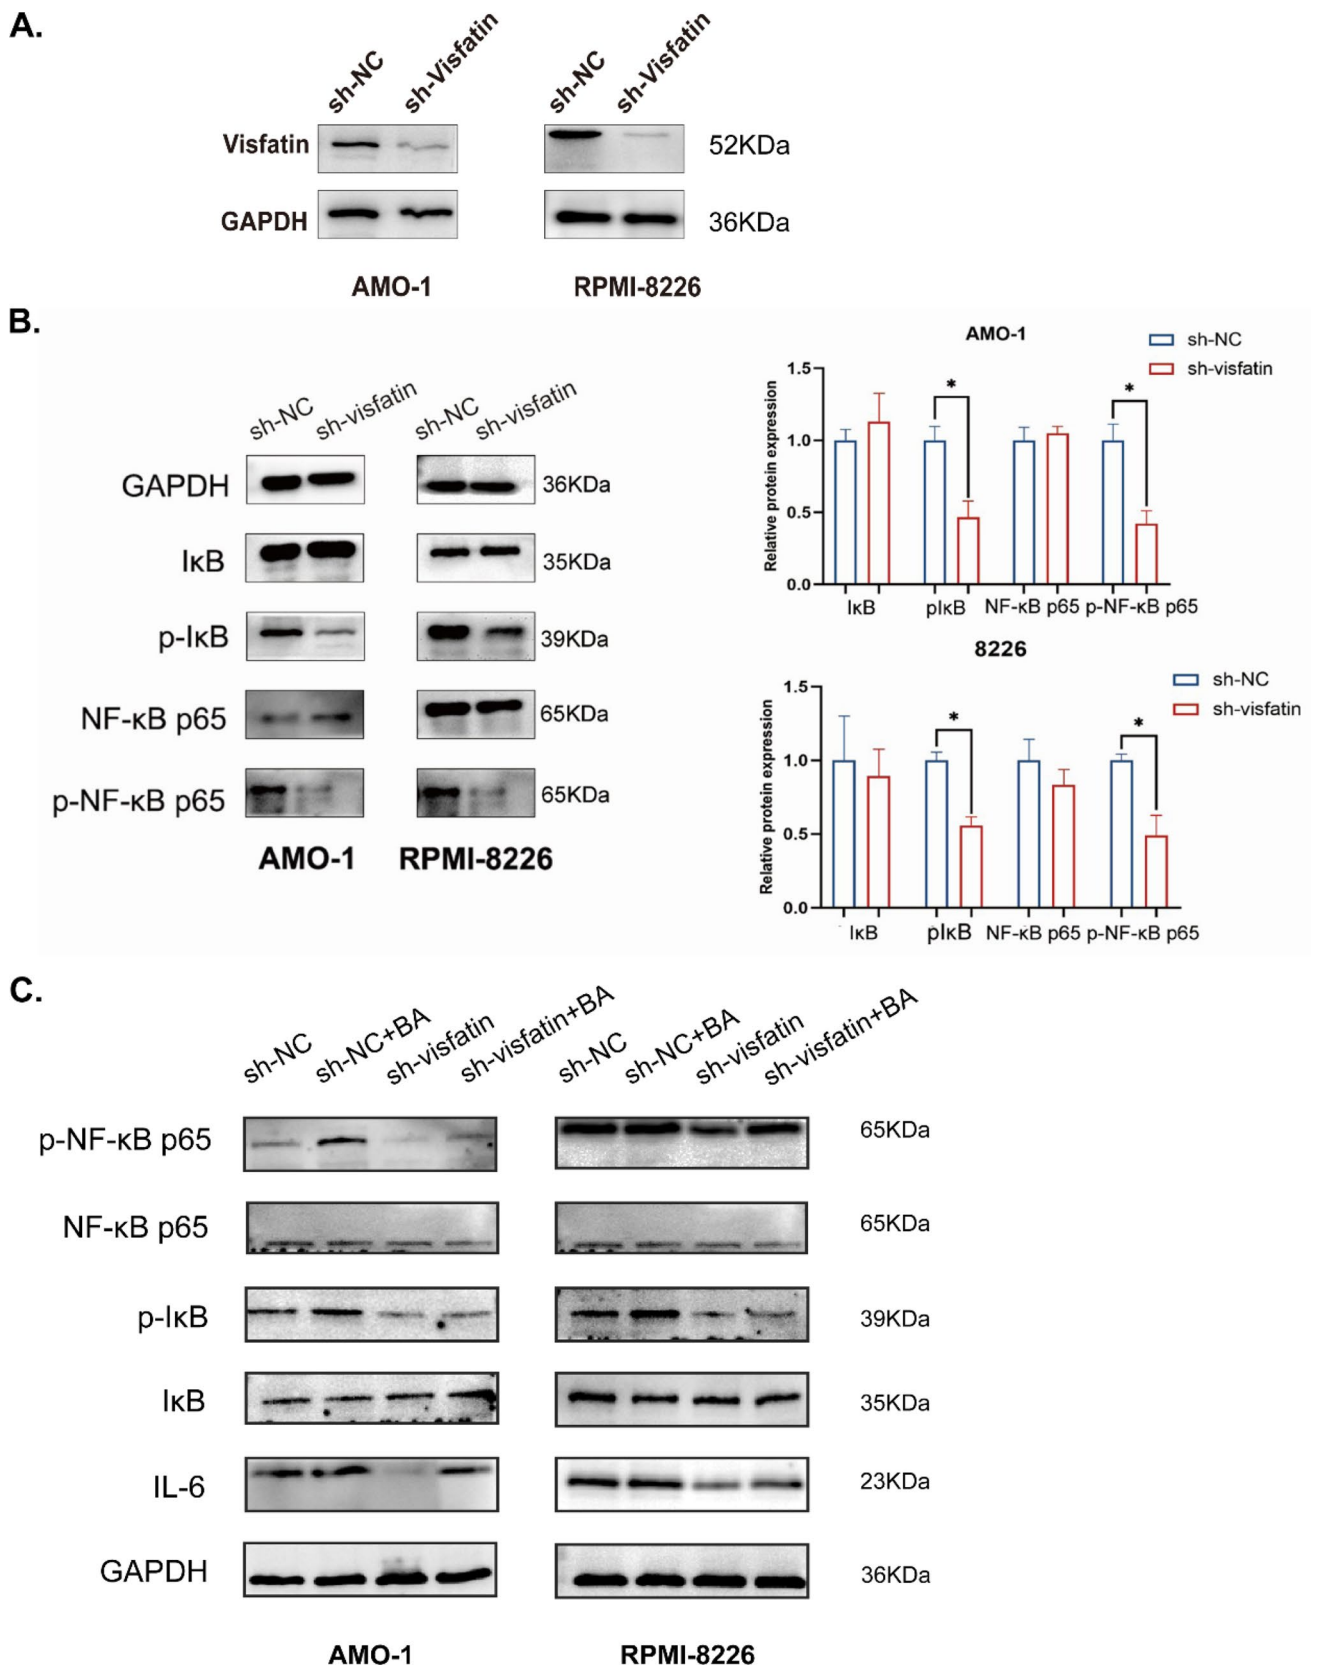 A.
sh-NC sh-Visfatin sh-NC sh-Visfatin
Visfatin 52KDa
GAPDH 36KDa
AMO-1 RPMI-8226
B.
sh-NC sh-visfatin sh-NC sh-visfatin
GAPDH 36KDa
IκB 35KDa
p-IκB 39KDa
NF-κB p65 65KDa
p-NF-κB p65 65KDa
AMO-1 RPMI-8226
AMO-1
sh-NC
sh-visfatin
Relative protein expression
1.5
1.0
0.5
0.0
* *
IκB pIκB NF-κB p65 p-NF-κB p65
8226
sh-NC
sh-visfatin
Relative protein expression
1.5
1.0
0.5
0.0
* *
IκB pIκB NF-κB p65 p-NF-κB p65
C.
sh-NC sh-NC+BA sh-visfatin sh-visfatin+BA sh-NC sh-NC+BA sh-visfatin sh-visfatin+BA
p-NF-κB p65 65KDa
NF-κB p65 65KDa
p-IκB 39KDa
IκB 35KDa
IL-6 23KDa
GAPDH 36KDa
AMO-1 RPMI-8226